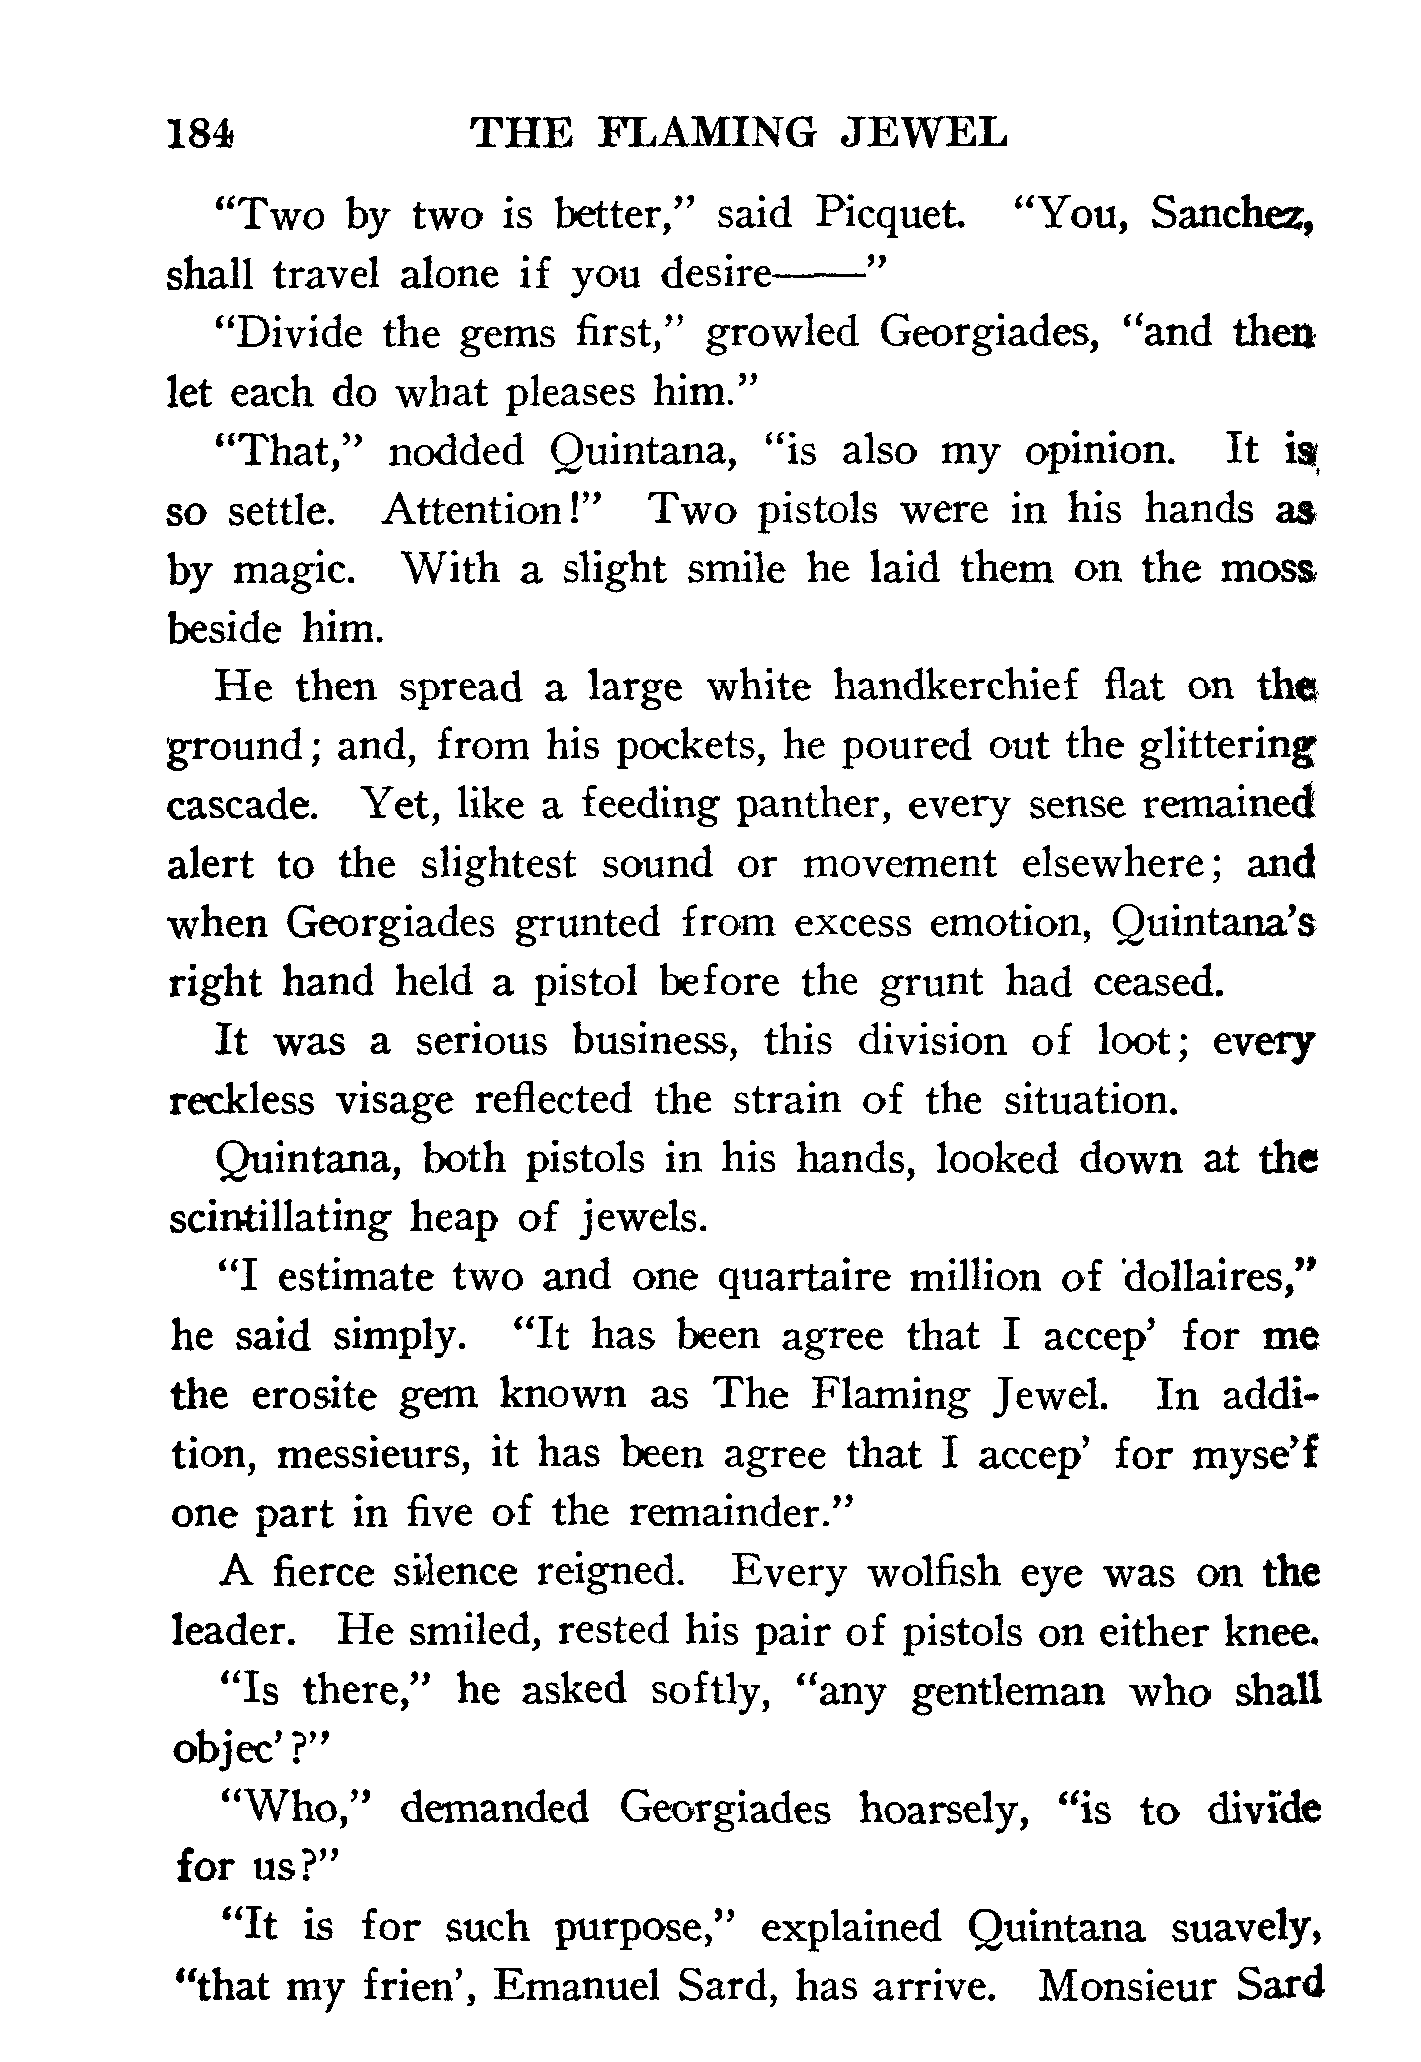 184 THE FLAMING JEWEL
“Two by two is better,” said Picquet. “You, Sanchez,
shall travel alone if you desire——”
“Divide the gems first,” growled Georgiades, “and then
let each do what pleases him.”
“That,” nodded Quintana, “is also my opinion. It is
so settle. Attention!” Two pistols were in his hands as
by magic. With a slight smile he laid them on the moss
beside him.
He then spread a large white handkerchief flat on the
ground; and, from his pockets, he poured out the glittering
cascade. Yet, like a feeding panther, every sense remained
alert to the slightest sound or movement elsewhere; and
when Georgiades grunted from excess emotion, Quintana’s
right hand held a pistol before the grunt had ceased.
It was a serious business, this division of loot; every
reckless visage reflected the strain of the situation.
Quintana, both pistols in his hands, looked down at the
scintillating heap of jewels.
“I estimate two and one quartaire million of dollaires,”
he said simply. “It has been agree that I accep’ for me
the erosite gem known as The Flaming Jewel. In addi-
tion, messieurs, it has been agree that I accep’ for myse’f
one part in five of the remainder.”
A fierce silence reigned. Every wolfish eye was on the
leader. He smiled, rested his pair of pistols on either knee.
“Is there,” he asked softly, “any gentleman who shall
objec’?”
“Who,” demanded Georgiades hoarsely, “is to divide
for us?”
“It is for such purpose,” explained Quintana suavely,
“that my frien’, Emanuel Sard, has arrive. Monsieur Sard